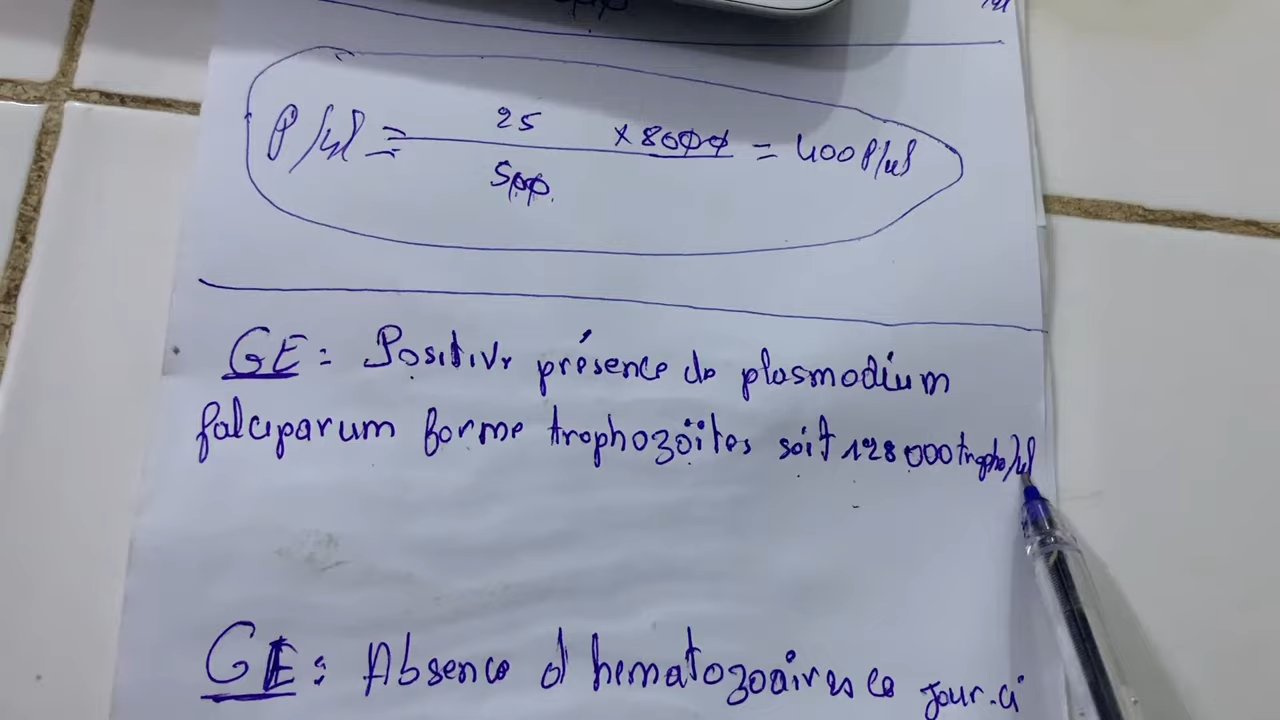 P/µl = 25 / 500 × 8000 = 400 P/µl
GE : Positive présence de plasmodium
falciparum forme trophozoïtes soit 128 000 tropho/µl
GE : Absence d'hematozoaires ce jour-ci